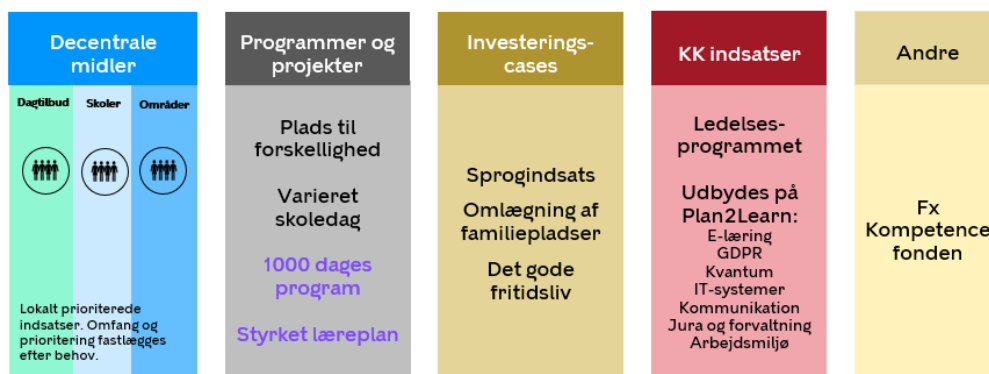 Decentrale
midler
Dagtilbud
Skoler
Områder
Lokalt prioriterede
indsatser. Omfang og
prioritering fastlægges
efter behov.
Programmer og
projekter
Plads til
forskellighed
Varieret
skoledag
1000 dages
program
Styrket læreplan
Investerings-
cases
Sprogindsats
Omlægning af
familiepladser
Det gode
fritidsliv
KK indsatser
Ledelses-
programmet
Udbydes på
Plan2Learn:
E-læring
GDPR
Kvantum
IT-systemer
Kommunikation
Jura og forvaltning
Arbejdsmiljø
Andre
Fx
Kompetence
fonden